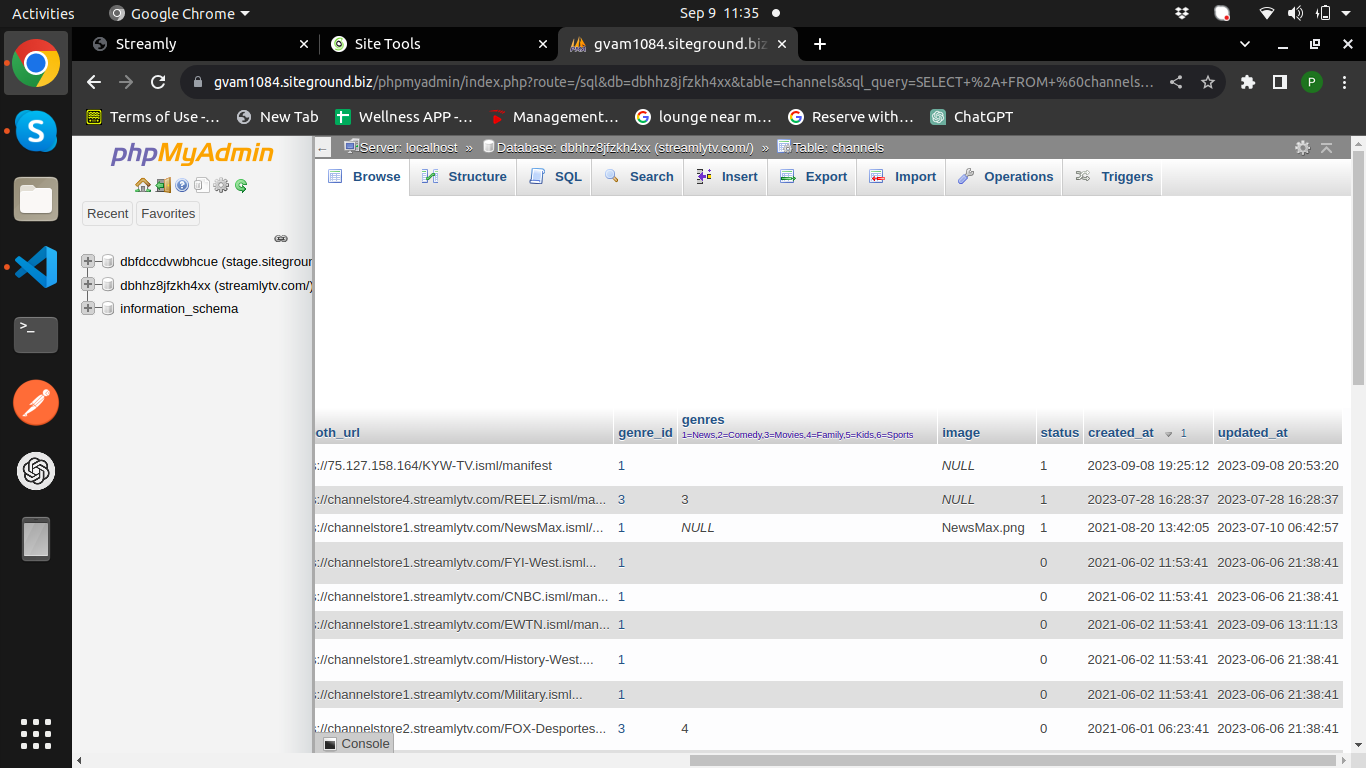 Activities Google Chrome Sep 9 11:35
Streamly Site Tools gvam1084.siteground.biz
gvam1084.siteground.biz/phpmyadmin/index.php?route=/sql&db=dbhhz8jfzkh4xx&table=channels&sql_query=SELECT+%2A+FROM+%60channels... P
Terms of Use -... New Tab Wellness APP -... Management... lounge near m... Reserve with... ChatGPT
phpMyAdmin
Recent Favorites
dbfdccdvwbhcue (stage.sitegroun
dbhhz8jfzkh4xx (streamlytv.com/)
information_schema
Server: localhost » Database: dbhhz8jfzkh4xx (streamlytv.com/) » Table: channels
Browse Structure SQL Search Insert Export Import Operations Triggers
oth_url genre_id genres image status created_at 1 updated_at
1=News,2=Comedy,3=Movies,4=Family,5=Kids,6=Sports
s://75.127.158.164/KYW-TV.isml/manifest 1 NULL 1 2023-09-08 19:25:12 2023-09-08 20:53:20
s://channelstore4.streamlytv.com/REELZ.isml/ma... 3 3 NULL 1 2023-07-28 16:28:37 2023-07-28 16:28:37
s://channelstore1.streamlytv.com/NewsMax.isml/... 1 NULL NewsMax.png 1 2021-08-20 13:42:05 2023-07-10 06:42:57
s://channelstore1.streamlytv.com/FYI-West.isml... 1 0 2021-06-02 11:53:41 2023-06-06 21:38:41
s://channelstore1.streamlytv.com/CNBC.isml/man... 1 0 2021-06-02 11:53:41 2023-06-06 21:38:41
s://channelstore1.streamlytv.com/EWTN.isml/man... 1 0 2021-06-02 11:53:41 2023-09-06 13:11:13
s://channelstore1.streamlytv.com/History-West.... 1 0 2021-06-02 11:53:41 2023-06-06 21:38:41
s://channelstore1.streamlytv.com/Military.isml... 1 0 2021-06-02 11:53:41 2023-06-06 21:38:41
s://channelstore2.streamlytv.com/FOX-Desportes... 3 4 0 2021-06-01 06:23:41 2023-06-06 21:38:41
Console